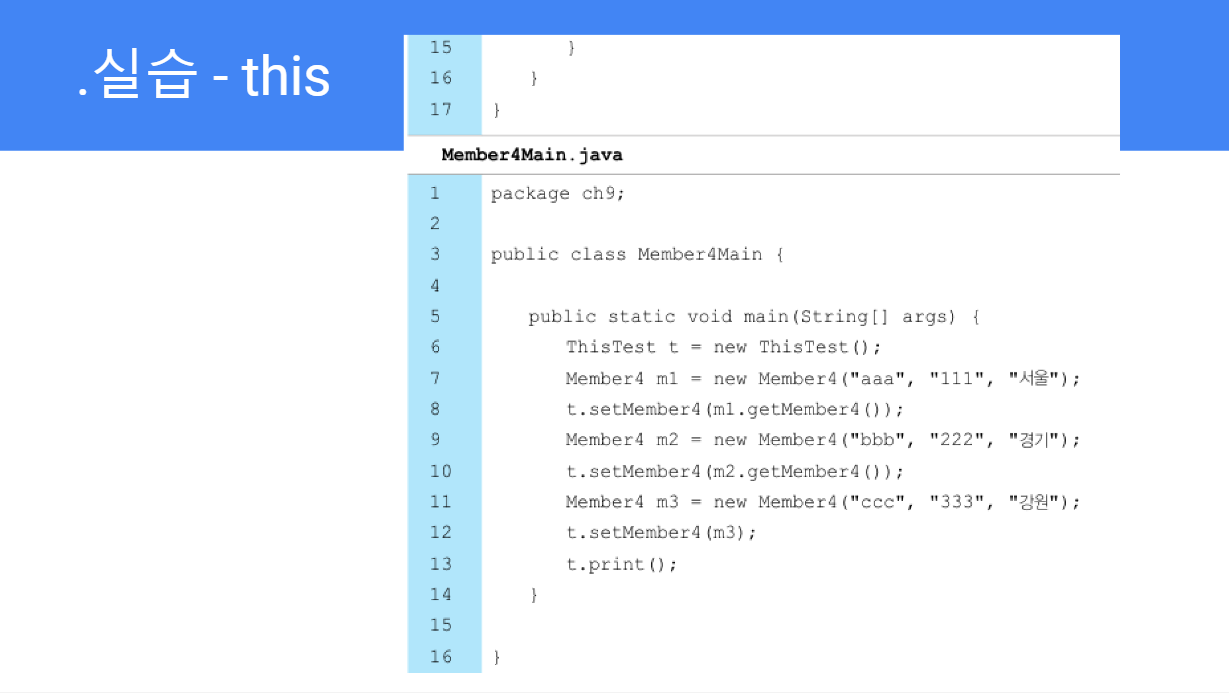 .실습 - this
15 }
16 }
17 }
Member4Main.java
1 package ch9;
2
3 public class Member4Main {
4
5 public static void main(String[] args) {
6 ThisTest t = new ThisTest();
7 Member4 m1 = new Member4("aaa", "111", "서울");
8 t.setMember4(m1.getMember4());
9 Member4 m2 = new Member4("bbb", "222", "경기");
10 t.setMember4(m2.getMember4());
11 Member4 m3 = new Member4("ccc", "333", "강원");
12 t.setMember4(m3);
13 t.print();
14 }
15
16 }